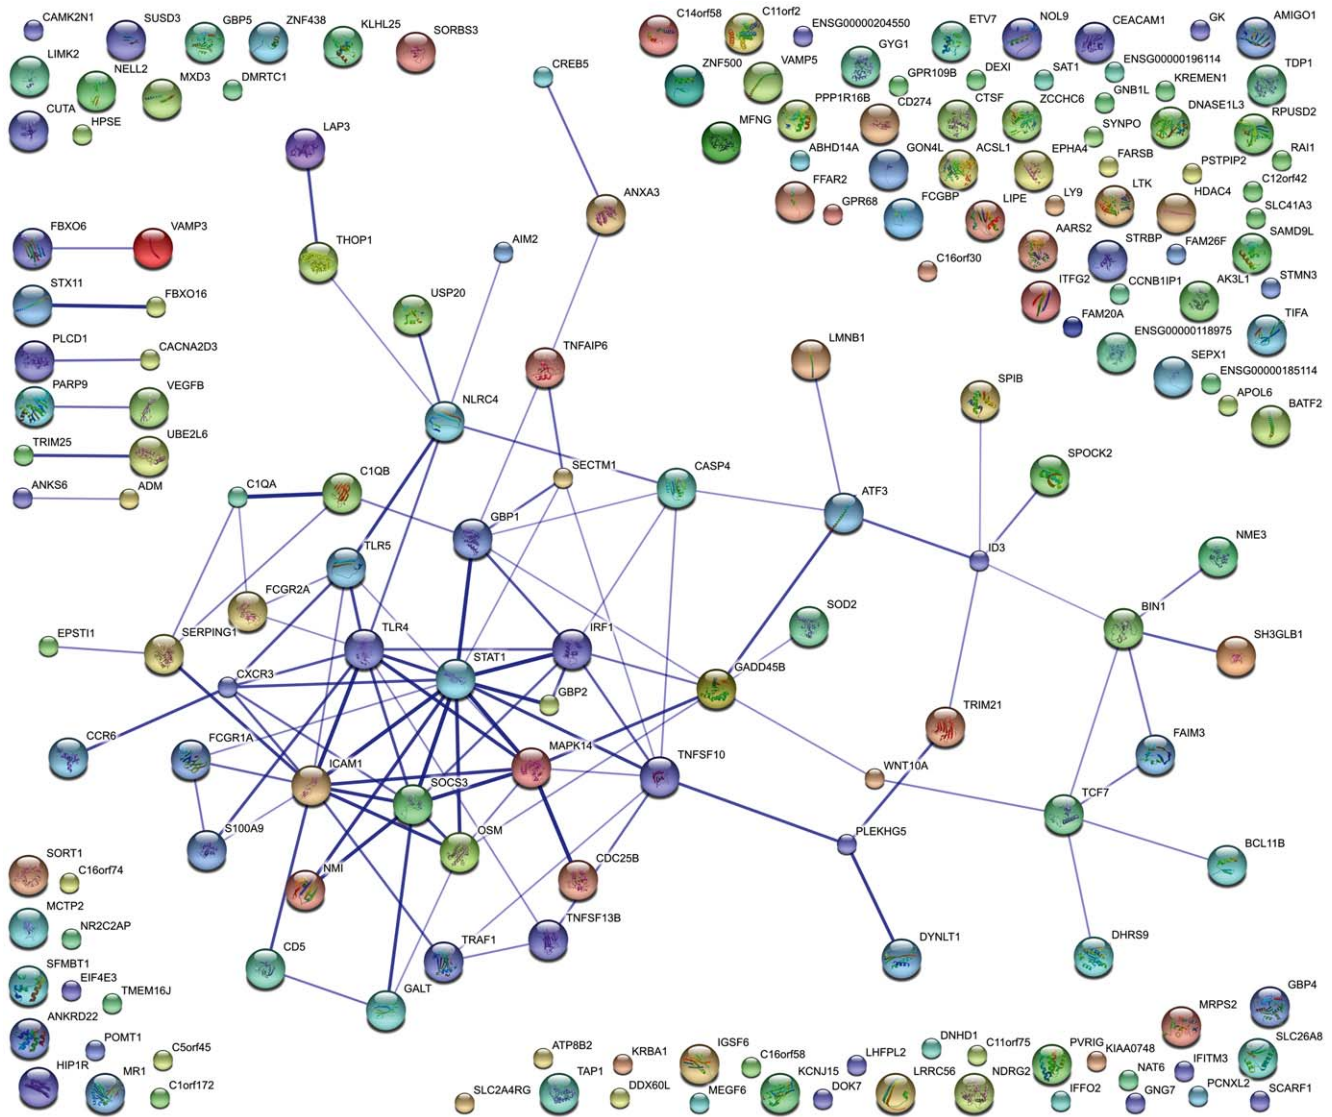 CAMK2N1
SUSD3
GBP5
ZNF438
KLHL25
SORBS3
LIMK2
NELL2
MXD3
DMRTC1
CUTA
HPSE
CREB5
C14orf58
C11orf2
ENSG00000204550
ETV7
NOL9
CEACAM1
GK
AMIGO1
ZNF500
VAMP5
GYG1
GPR109B
DEXI
SAT1
ENSG00000196114
GNB1L
KREMEN1
TDP1
MFNG
PPP1R16B
CD274
CTSF
ZCCHC6
SYNPO
DNASE1L3
RPUSD2
ABHD14A
GON4L
ACSL1
EPHA4
FARSB
PSTPIP2
RAI1
FFAR2
GPR68
FCGBP
LIPE
LY9
LTK
HDAC4
C12orf42
SLC41A3
C16orf30
AARS2
STRBP
FAM26F
SAMD9L
ITFG2
CCNB1IP1
AK3L1
STMN3
FAM20A
ENSG00000118975
TIFA
SEPX1
ENSG00000185114
APOL6
BATF2
LAP3
ANXA3
THOP1
AIM2
FBXO6
VAMP3
STX11
FBXO16
PLCD1
CACNA2D3
PARP9
VEGFB
TRIM25
UBE2L6
ANKS6
ADM
USP20
TNFAIP6
LMNB1
SPIB
NLRC4
SPOCK2
C1QA
C1QB
SECTM1
CASP4
ATF3
GBP1
ID3
NME3
TLR5
FCGR2A
SOD2
BIN1
EPSTI1
SERPING1
TLR4
IRF1
SH3GLB1
CXCR3
STAT1
GBP2
GADD45B
CCR6
FCGR1A
ICAM1
SOCS3
MAPK14
TNFSF10
TRIM21
FAIM3
WNT10A
TCF7
S100A9
OSM
PLEKHG5
BCL11B
NMI
CDC25B
CD5
TRAF1
TNFSF13B
DYNLT1
DHRS9
GALT
SORT1
C16orf74
MCTP2
NR2C2AP
SFMBT1
EIF4E3
TMEM16J
ANKRD22
POMT1
C5orf45
HIP1R
MR1
C1orf172
SLC2A4RG
ATP8B2
TAP1
KRBA1
DDX60L
IGSF6
MEGF6
C16orf58
KCNJ15
LHFPL2
DOK7
DNHD1
LRRC56
C11orf75
NDRG2
PVRIG
KIAA0748
IFFO2
NAT6
GNG7
MRPS2
IFITM3
PCNXL2
GBP4
SLC26A8
SCARF1